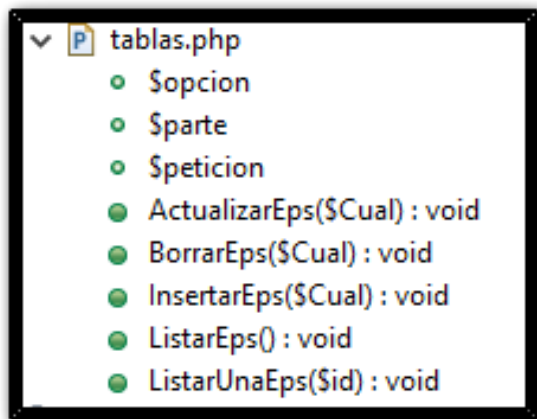 tablas.php
$opcion
$parte
$peticion
ActualizarEps($Cual) : void
BorrarEps($Cual) : void
InsertarEps($Cual) : void
ListarEps() : void
ListarUnaEps($id) : void